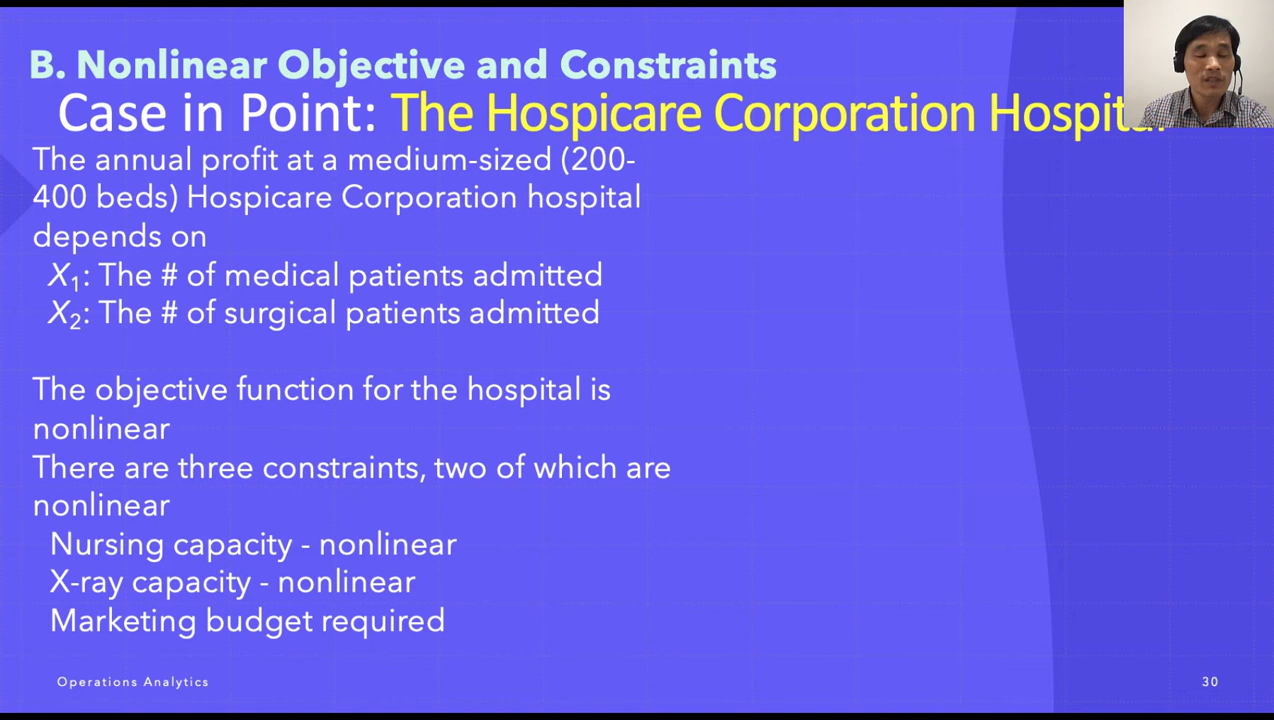 B. Nonlinear Objective and Constraints
Case in Point: The Hospicare Corporation
The annual profit at a medium-sized (200-
400 beds) Hospicare Corporation hospital
depends on
X₁: The # of medical patients admitted
X₂: The # of surgical patients admitted
The objective function for the hospital is
nonlinear
There are three constraints, two of which are
nonlinear
Nursing capacity - nonlinear
X-ray capacity - nonlinear
Marketing budget required
Operations Analytics
30